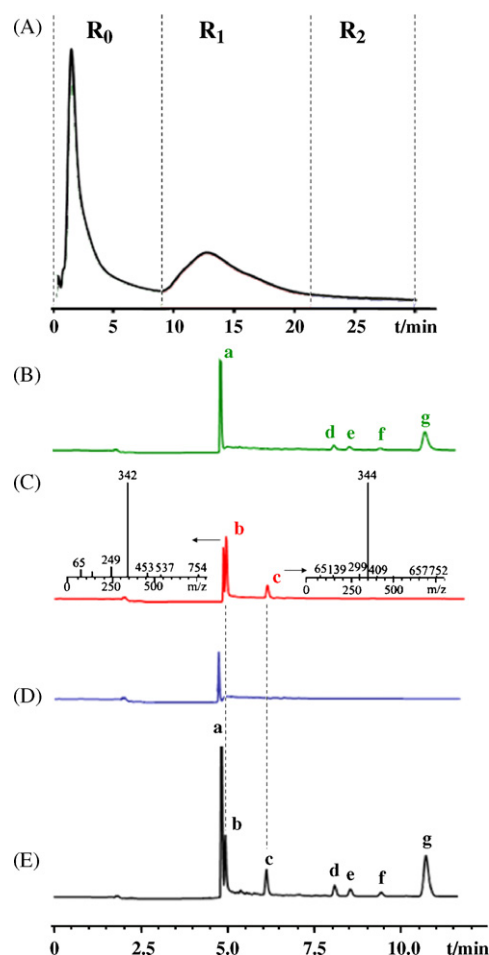 (A)
R0 R1 R2
0 5 10 15 20 25 t/min
(B)
a
d e f g
(C)
342
344
b
65 249 453 537 754
c
65 139 299 409 657 752
0 250 500 m/z
0 250 500 m/z
(D)
a
b
c d e f g
(E)
0 2.5 5.0 7.5 10.0 t/min